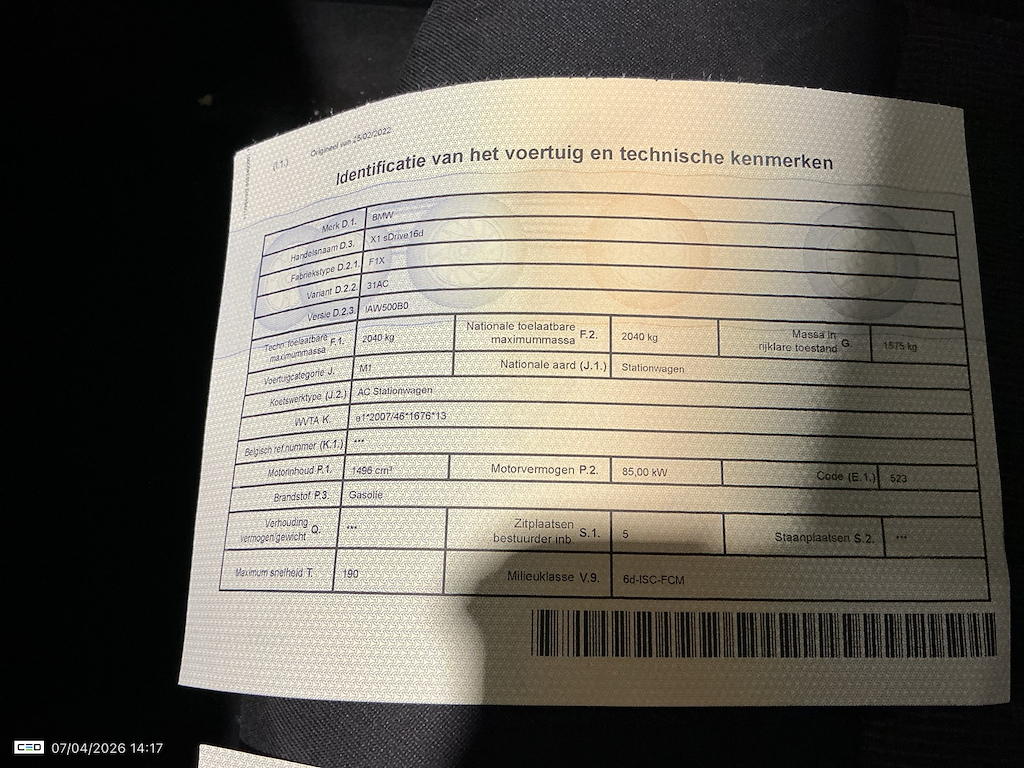 (I.1.) Origineel van 25/02/2022
Identificatie van het voertuig en technische kenmerken
Merk D.1. BMW
Handelsnaam D.3. X1 sDrive16d
Fabriekstype D.2.1. F1X
Variant D.2.2. 31AC
Versie D.2.3. IAW500B0
Techn. toelaatbare maximummassa F.1. 2040 kg Nationale toelaatbare maximummassa F.2. 2040 kg Massa in rijklare toestand G. 1575 kg
Voertuigcategorie J. M1 Nationale aard (J.1.) Stationwagen
Koetswerktype (J.2.) AC Stationwagen
WVTA K. e1*2007/46*1676*13
Belgisch ref.nummer (K.1.) ***
Motorinhoud P.1. 1496 cm³ Motorvermogen P.2. 85,00 kW Code (E.1.) 523
Brandstof P.3. Gasolie
Verhouding vermogen/gewicht Q. *** Zitplaatsen bestuurder inb S.1. 5 Staanplaatsen S.2. ***
Maximum snelheid T. 190 Milieuklasse V.9. 6d-ISC-FCM
CEO 07/04/2026 14:17